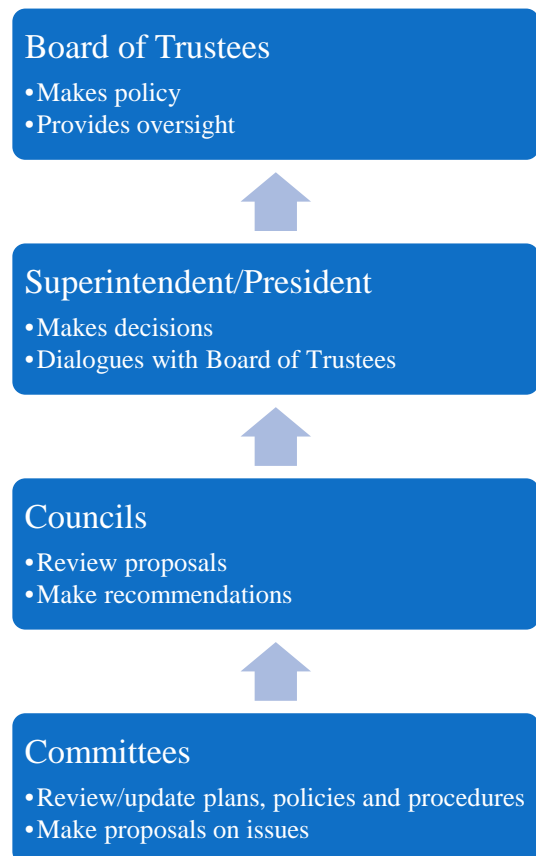 Board of Trustees
•Makes policy
•Provides oversight
Superintendent/President
•Makes decisions
•Dialogues with Board of Trustees
Councils
•Review proposals
•Make recommendations
Committees
•Review/update plans, policies and procedures
•Make proposals on issues